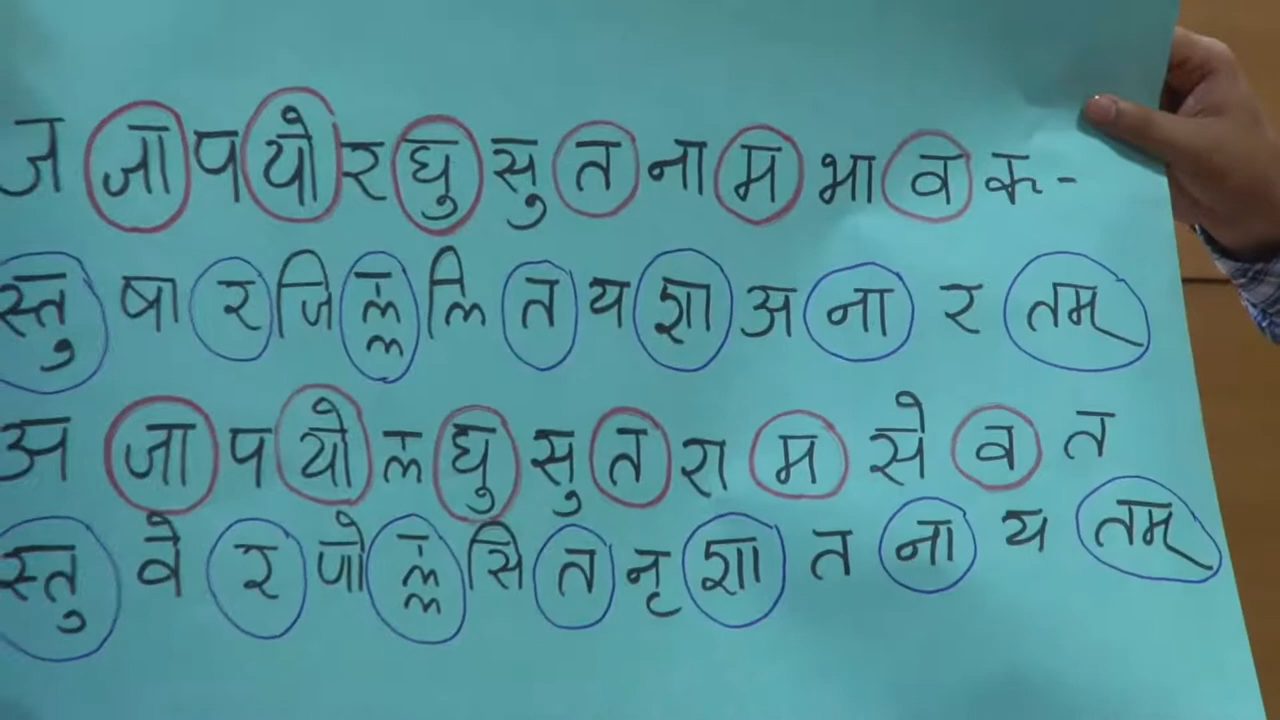 ज जा प यो र घु सु त ना म भा व क-
स्तु षा र जि ल्ल लि त य शा अ ना र तम्
अ जा प यो ल घु सु त रा म से व त
स्तु वे र णो ल्ल सि त नृ शा त ना य तम्